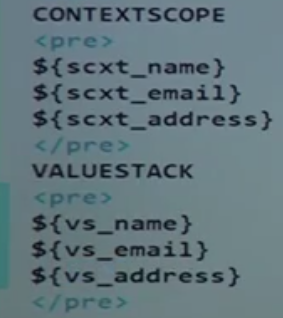 CONTEXTSCOPE
<pre>
${scxt_name}
${scxt_email}
${scxt_address}
</pre>
VALUESTACK
<pre>
${vs_name}
${vs_email}
${vs_address}
</pre>